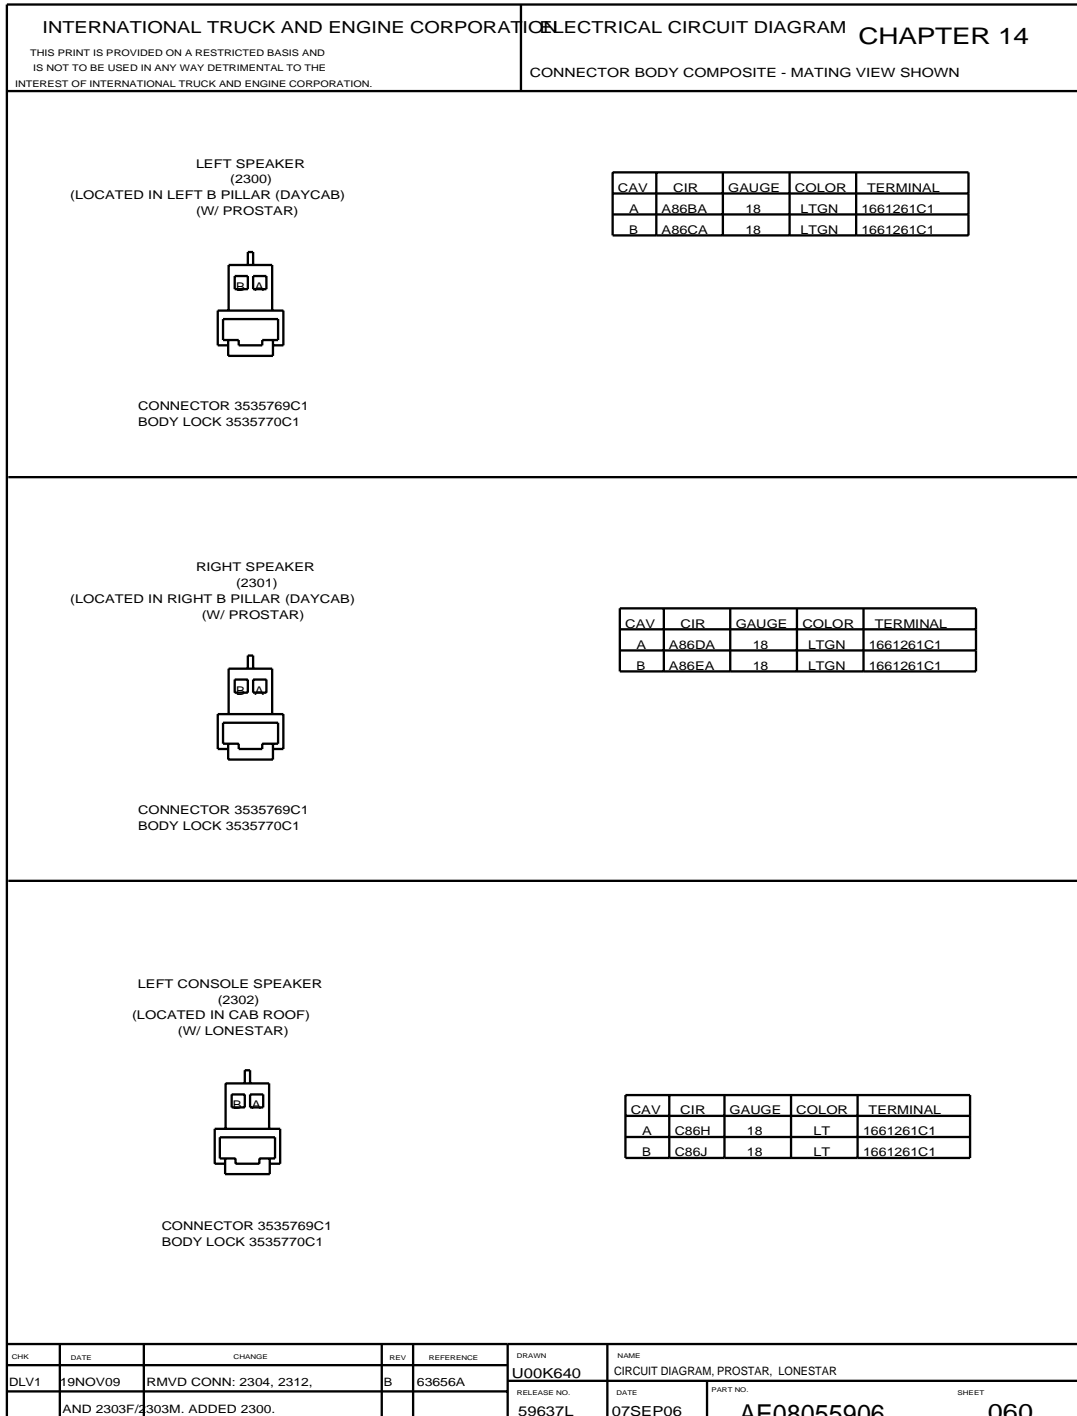 INTERNATIONAL TRUCK AND ENGINE CORPORATION
THIS PRINT IS PROVIDED ON A RESTRICTED BASIS AND
IS NOT TO BE USED IN ANY WAY DETRIMENTAL TO THE
INTEREST OF INTERNATIONAL TRUCK AND ENGINE CORPORATION.
ELECTRICAL CIRCUIT DIAGRAM CHAPTER 14
CONNECTOR BODY COMPOSITE - MATING VIEW SHOWN
LEFT SPEAKER
(2300)
(LOCATED IN LEFT B PILLAR (DAYCAB)
(W/ PROSTAR)
B A
CONNECTOR 3535769C1
BODY LOCK 3535770C1
CAV CIR GAUGE COLOR TERMINAL
A A86BA 18 LTGN 1661261C1
B A86CA 18 LTGN 1661261C1
RIGHT SPEAKER
(2301)
(LOCATED IN RIGHT B PILLAR (DAYCAB)
(W/ PROSTAR)
B A
CONNECTOR 3535769C1
BODY LOCK 3535770C1
CAV CIR GAUGE COLOR TERMINAL
A A86DA 18 LTGN 1661261C1
B A86EA 18 LTGN 1661261C1
LEFT CONSOLE SPEAKER
(2302)
(LOCATED IN CAB ROOF)
(W/ LONESTAR)
B A
CONNECTOR 3535769C1
BODY LOCK 3535770C1
CAV CIR GAUGE COLOR TERMINAL
A C86H 18 LT 1661261C1
B C86J 18 LT 1661261C1
CHK DATE CHANGE REV REFERENCE
DLV1 19NOV09 RMVD CONN: 2304, 2312, B 63656A
AND 2303F/2303M. ADDED 2300.
DRAWN
U00K640
NAME
CIRCUIT DIAGRAM, PROSTAR, LONESTAR
RELEASE NO.
59637L
DATE
07SEP06
PART NO.
AE08055906
SHEET
060